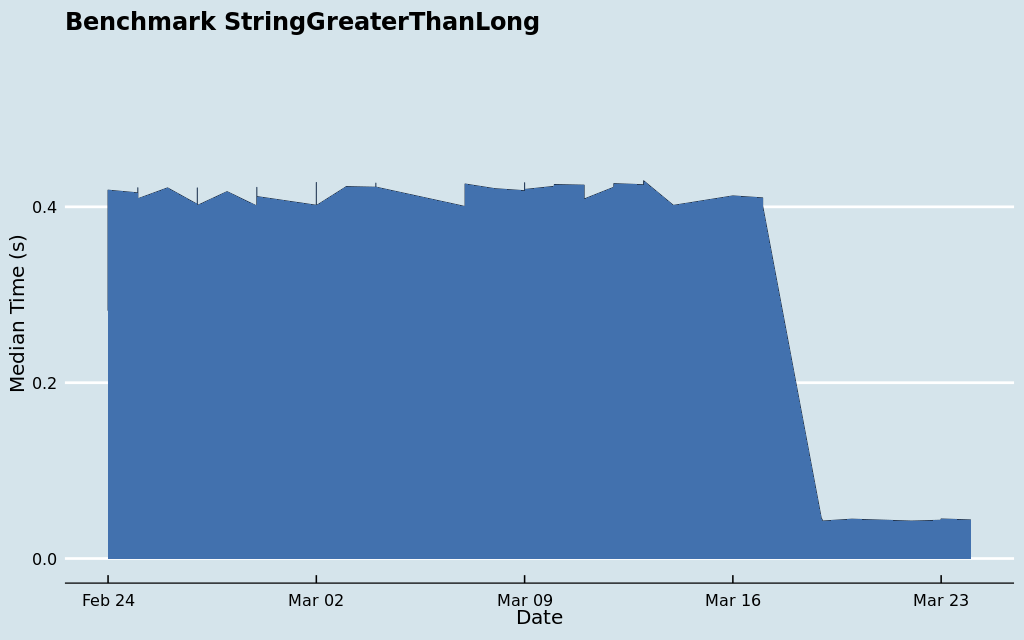 Benchmark StringGreaterThanLong
Median Time (s)
0.4
0.2
0.0
Feb 24
Mar 02
Mar 09
Mar 16
Mar 23
Date